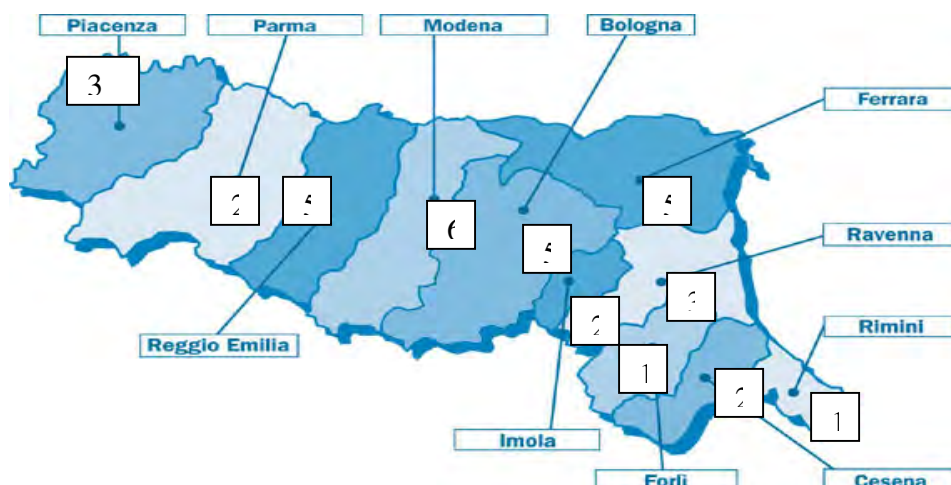 Piacenza
Parma
Modena
Bologna
3
Ferrara
2
5
6
5
5
Ravenna
3
2
Rimini
Reggio Emilia
1
2
1
Imola
Forlì
Cesena